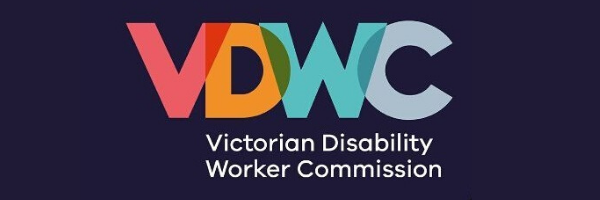 VDWC
Victorian Disability
Worker Commission